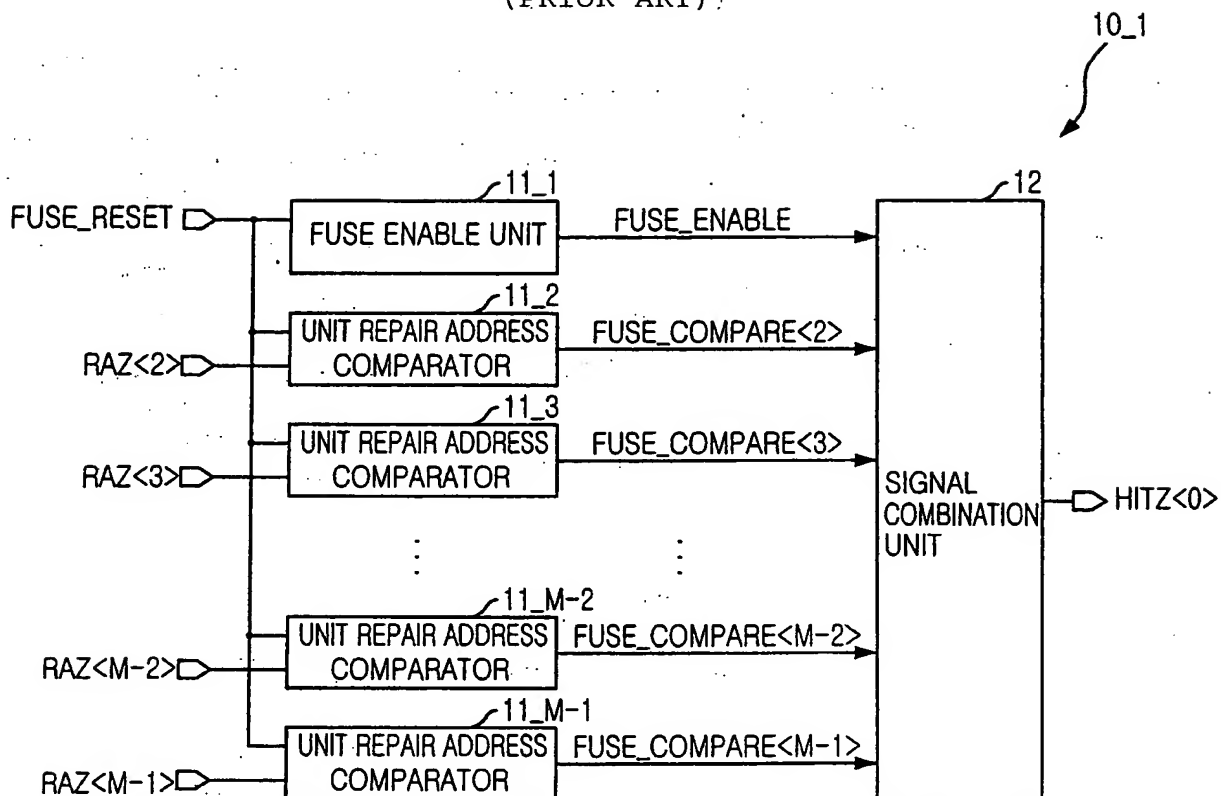 (PRIOR ART)
10_1
11_1
12
FUSE_RESET
FUSE ENABLE UNIT
FUSE_ENABLE
11_2
UNIT REPAIR ADDRESS
COMPARATOR
FUSE_COMPARE<2>
RAZ<2>
11_3
UNIT REPAIR ADDRESS
COMPARATOR
FUSE_COMPARE<3>
RAZ<3>
SIGNAL
COMBINATION
UNIT
HITZ<0>
11_M-2
UNIT REPAIR ADDRESS
COMPARATOR
FUSE_COMPARE<M-2>
RAZ<M-2>
11_M-1
UNIT REPAIR ADDRESS
COMPARATOR
FUSE_COMPARE<M-1>
RAZ<M-1>